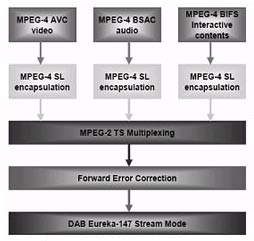 MPEG-4 AVC
video
MPEG-4 BSAC
audio
MPEG-4 BIFS
Interactive
contents
MPEG-4 SL
encapsulation
MPEG-4 SL
encapsulation
MPEG-4 SL
encapsulation
MPEG-2 TS Multiplexing
Forward Error Correction
DAB Eureka-147 Stream Mode